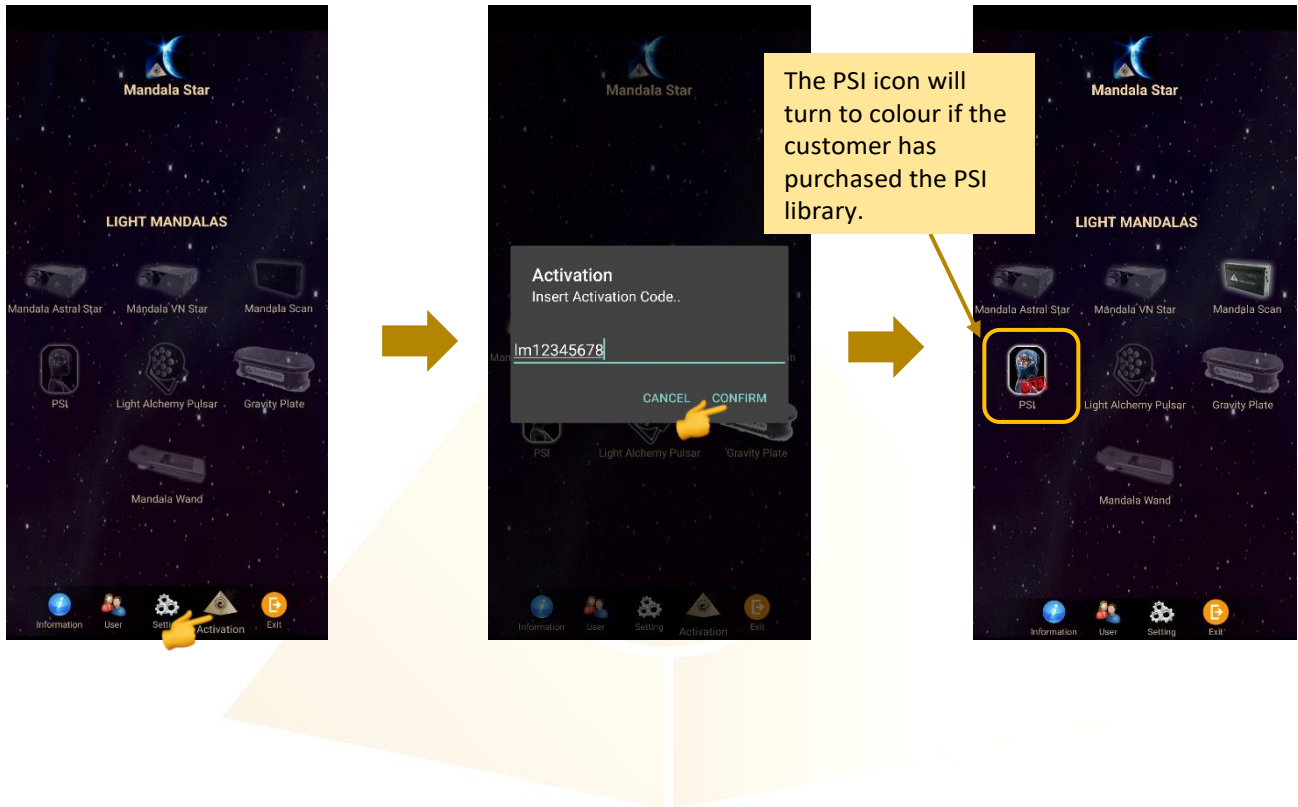 Mandala Star
LIGHT MANDALAS
Mandala Astral Star
Mandala VN Star
Mandala Scan
PSI
Light Alchemy Pulsar
Gravity Plate
Mandala Wand
Information
User
Activation
Exit
Mandala Star
Activation
Insert Activation Code..
lm12345678
CANCEL
CONFIRM
PSI
Light Alchemy Pulsar
Gravity Plate
Information
User
Setting
Activation
Exit
The PSI icon will
turn to colour if the
customer has
purchased the PSI
library.
Mandala Star
LIGHT MANDALAS
Mandala Astral Star
Mandala VN Star
Mandala Scan
PSI
Light Alchemy Pulsar
Gravity Plate
Mandala Wand
Information
User
Setting
Exit